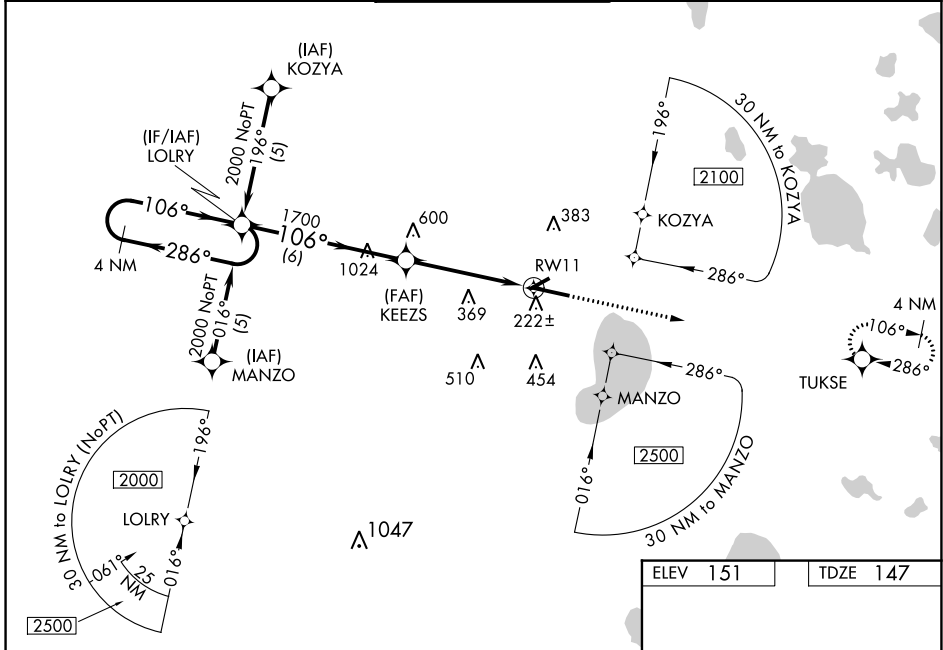 (IAF)
KOZYA
2000 NoPT
196°
(5)
(IF/IAF)
LOLRY
106°
286°
4 NM
1700
106°
(6)
1024
600
383
(FAF)
KEEZS
RW11
369
222±
510
454
2000 NoPT
016°
(5)
(IAF)
MANZO
196°
30 NM to KOZYA
2100
KOZYA
286°
4 NM
106°
286°
TUKSE
286°
MANZO
2500
016°
30 NM to MANZO
30 NM to LOLRY (NoPT)
196°
2000
LOLRY
061°
25
NM
016°
2500
1047
ELEV 151
TDZE 147